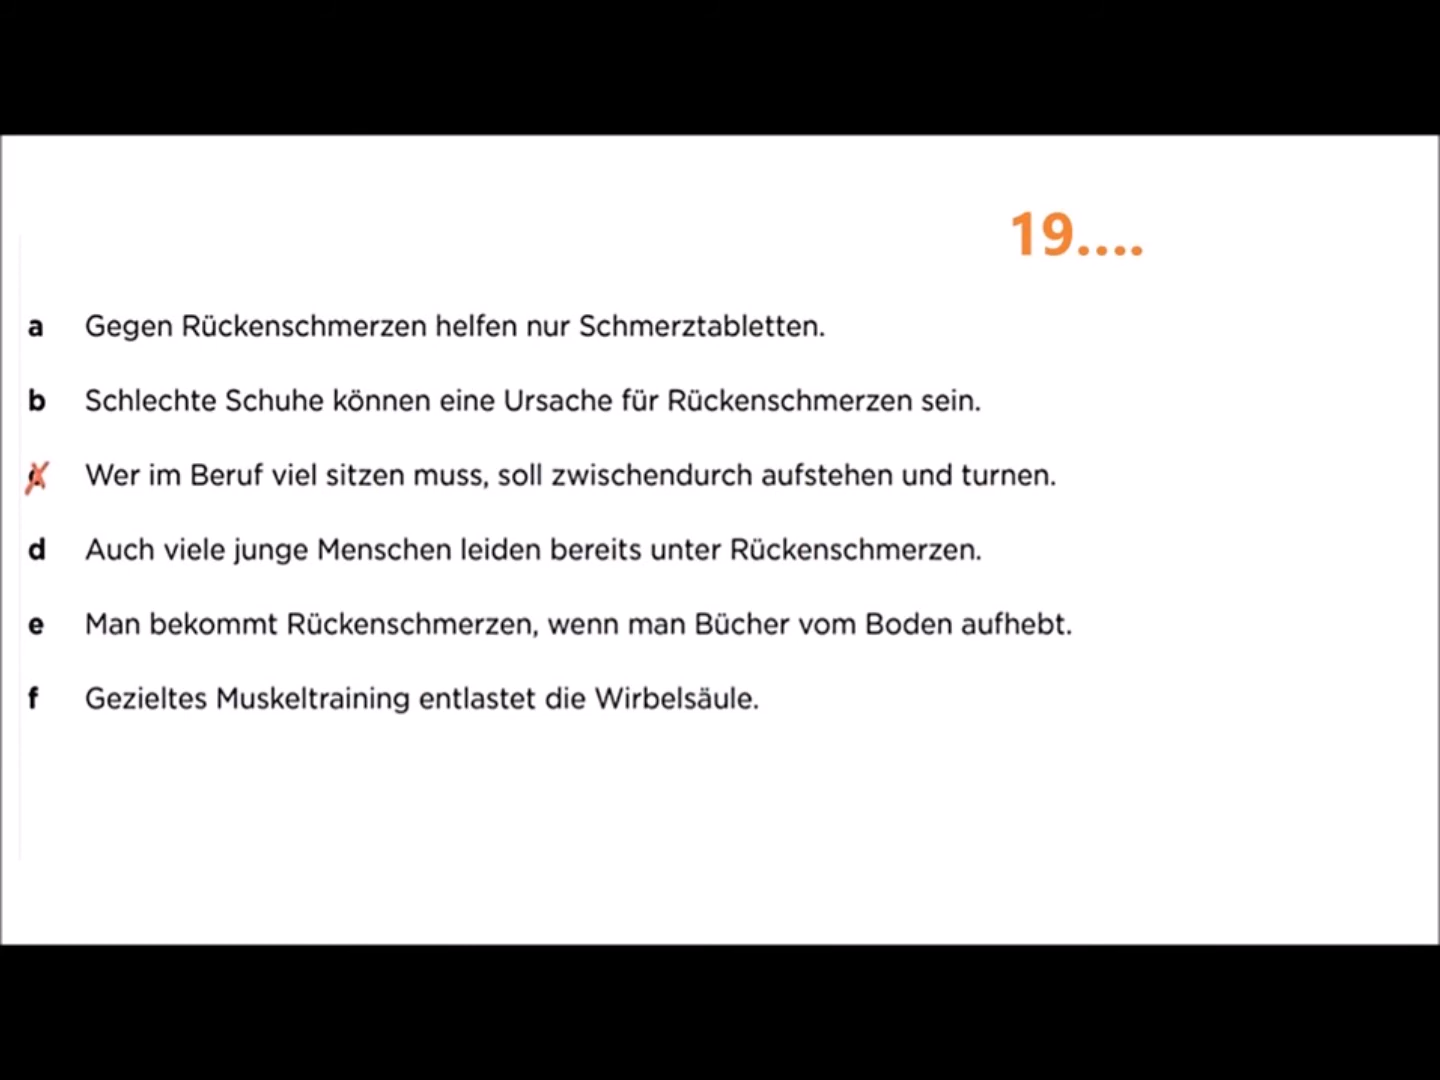 19....
a Gegen Rückenschmerzen helfen nur Schmerztabletten.
b Schlechte Schuhe können eine Ursache für Rückenschmerzen sein.
Wer im Beruf viel sitzen muss, soll zwischendurch aufstehen und turnen.
d Auch viele junge Menschen leiden bereits unter Rückenschmerzen.
e Man bekommt Rückenschmerzen, wenn man Bücher vom Boden aufhebt.
f Gezieltes Muskeltraining entlastet die Wirbelsäule.